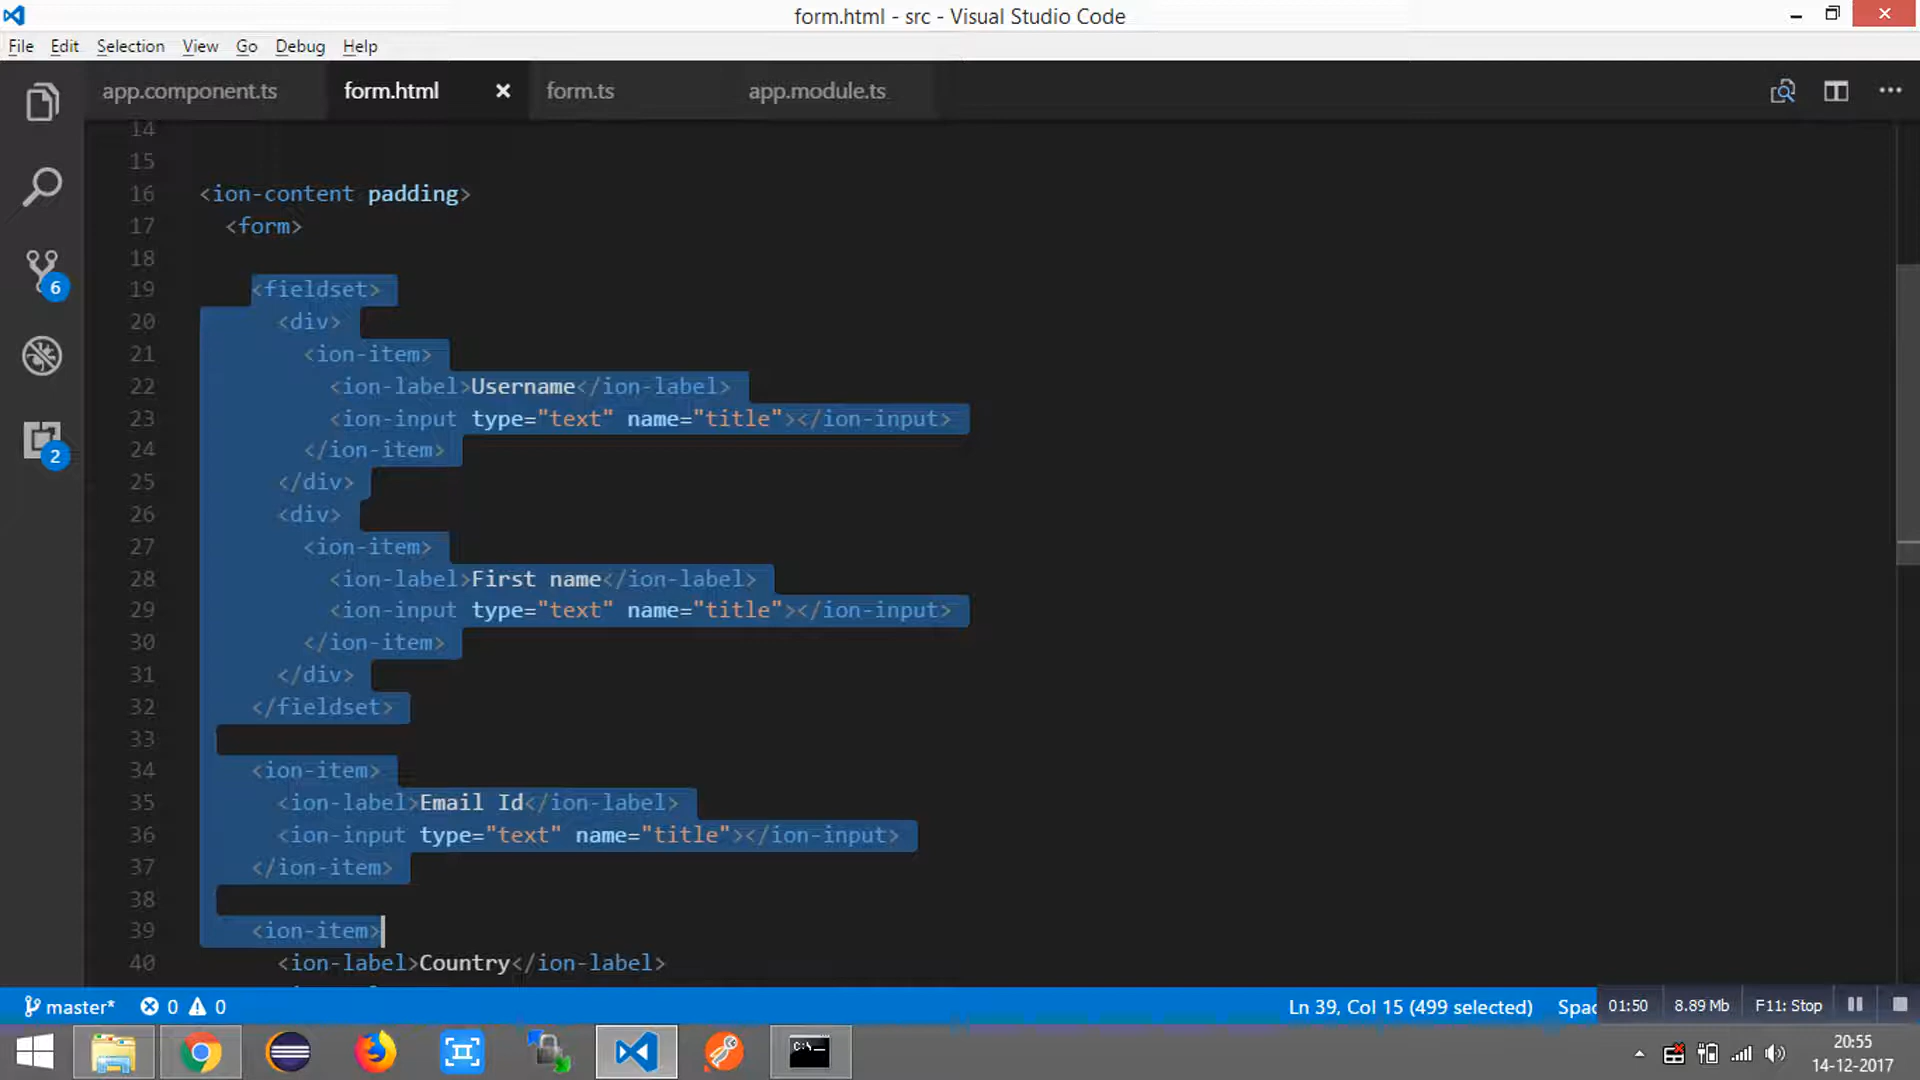 form.html - src - Visual Studio Code
File Edit Selection View Go Debug Help
app.component.ts form.html form.ts app.module.ts
14
15
16 <ion-content padding>
17 <form>
18
19 <fieldset>
20 <div>
21 <ion-item>
22 <ion-label>Username</ion-label>
23 <ion-input type="text" name="title"></ion-input>
24 </ion-item>
25 </div>
26 <div>
27 <ion-item>
28 <ion-label>First name</ion-label>
29 <ion-input type="text" name="title"></ion-input>
30 </ion-item>
31 </div>
32 </fieldset>
33
34 <ion-item>
35 <ion-label>Email Id</ion-label>
36 <ion-input type="text" name="title"></ion-input>
37 </ion-item>
38
39 <ion-item>
40 <ion-label>Country</ion-label>
6
2
master* 0 0 Ln 39, Col 15 (499 selected) Spac 01:50 8.89 Mb F11: Stop
C:\
20:55
14-12-2017